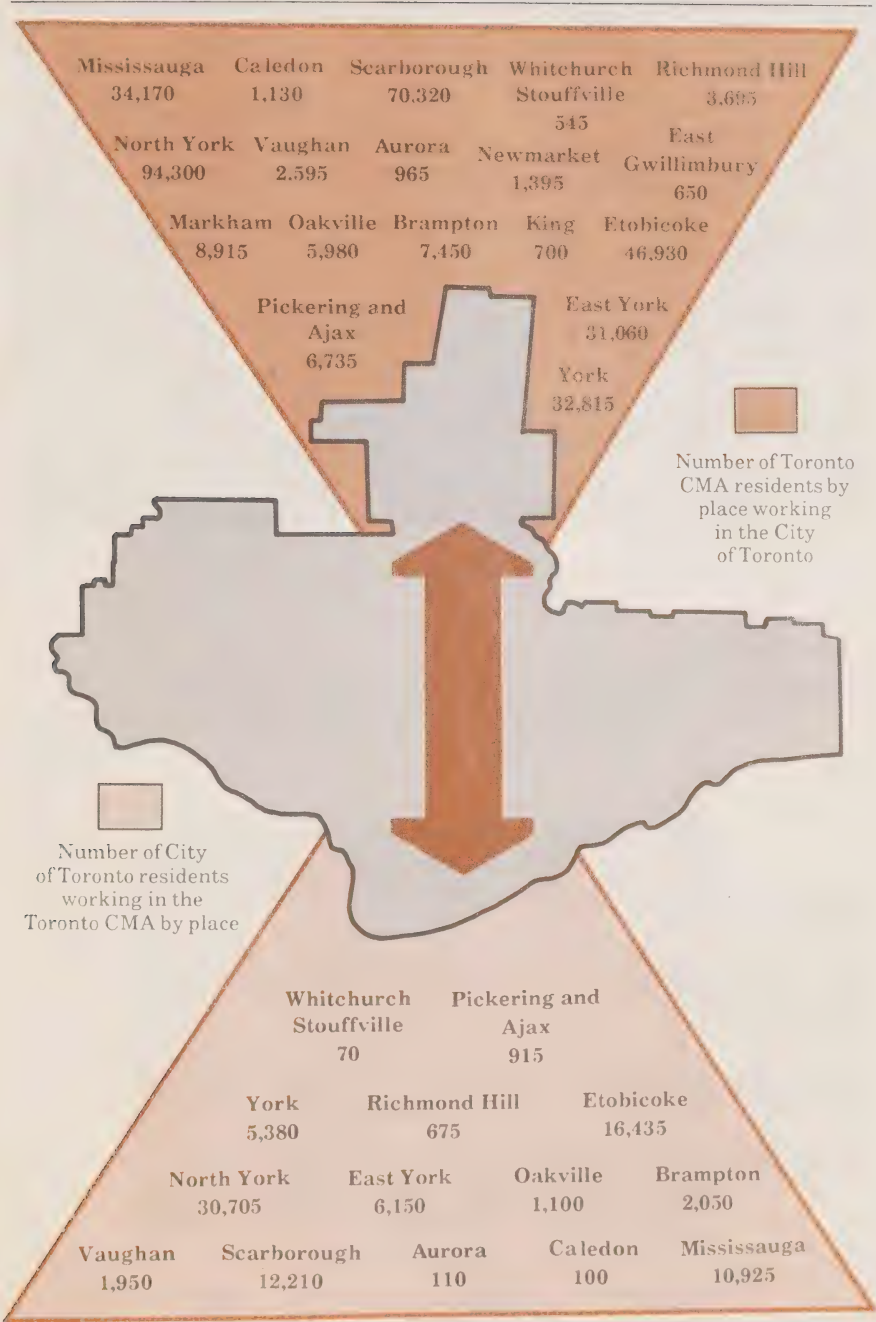 Mississauga Caledon Scarborough Whitchurch Stouffville Richmond Hill
34,170 1,130 70,320 545 3,695
North York Vaughan Aurora Newmarket East Gwillimbury
94,300 2,595 965 1,395 650
Markham Oakville Brampton King Etobicoke
8,915 5,980 7,450 700 46,930
Pickering and
Ajax
6,735
East York
31,060
York
32,815
Number of Toronto
CMA residents by
place working
in the City
of Toronto
Number of City
of Toronto residents
working in the
Toronto CMA by place
Whitchurch Pickering and
Stouffville Ajax
70 915
York Richmond Hill Etobicoke
5,380 675 16,435
North York East York Oakville Brampton
30,705 6,150 1,100 2,050
Vaughan Scarborough Aurora Caledon Mississauga
1,950 12,210 110 100 10,925